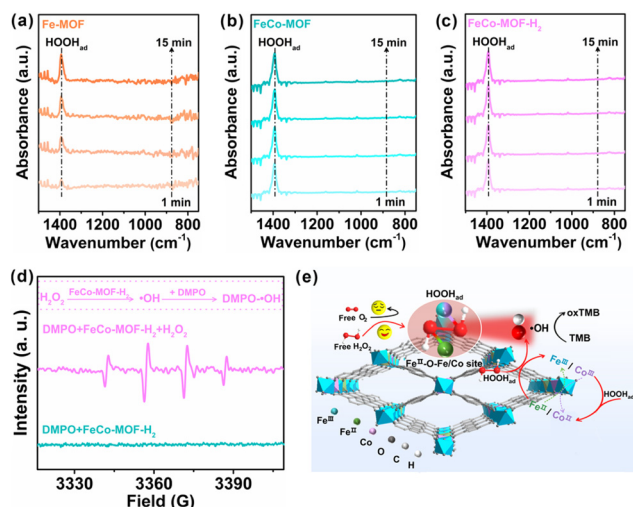 (a)
Fe-MOF
HOOHad
15 min
1 min
1400 1200 1000 800
Wavenumber (cm-1)
Absorbance (a.u.)
(b)
FeCo-MOF
HOOHad
15 min
1 min
1400 1200 1000 800
Wavenumber (cm-1)
Absorbance (a.u.)
(c)
FeCo-MOF-H2
HOOHad
15 min
1 min
1400 1200 1000 800
Wavenumber (cm-1)
Absorbance (a.u.)
(d)
H2O2 FeCo-MOF-H2 •OH + DMPO DMPO-•OH
DMPO+FeCo-MOF-H2+H2O2
DMPO+FeCo-MOF-H2
3330 3360 3390
Field (G)
Intensity (a. u.)
(e)
HOOHad
Free O2
Free H2O2
FeII-O-Fe/Co site
•OH
oxTMB
TMB
HOOHad
FeIII/CoIII
FeII/CoII
HOOHad
FeIII
FeII
Co
O
C
H